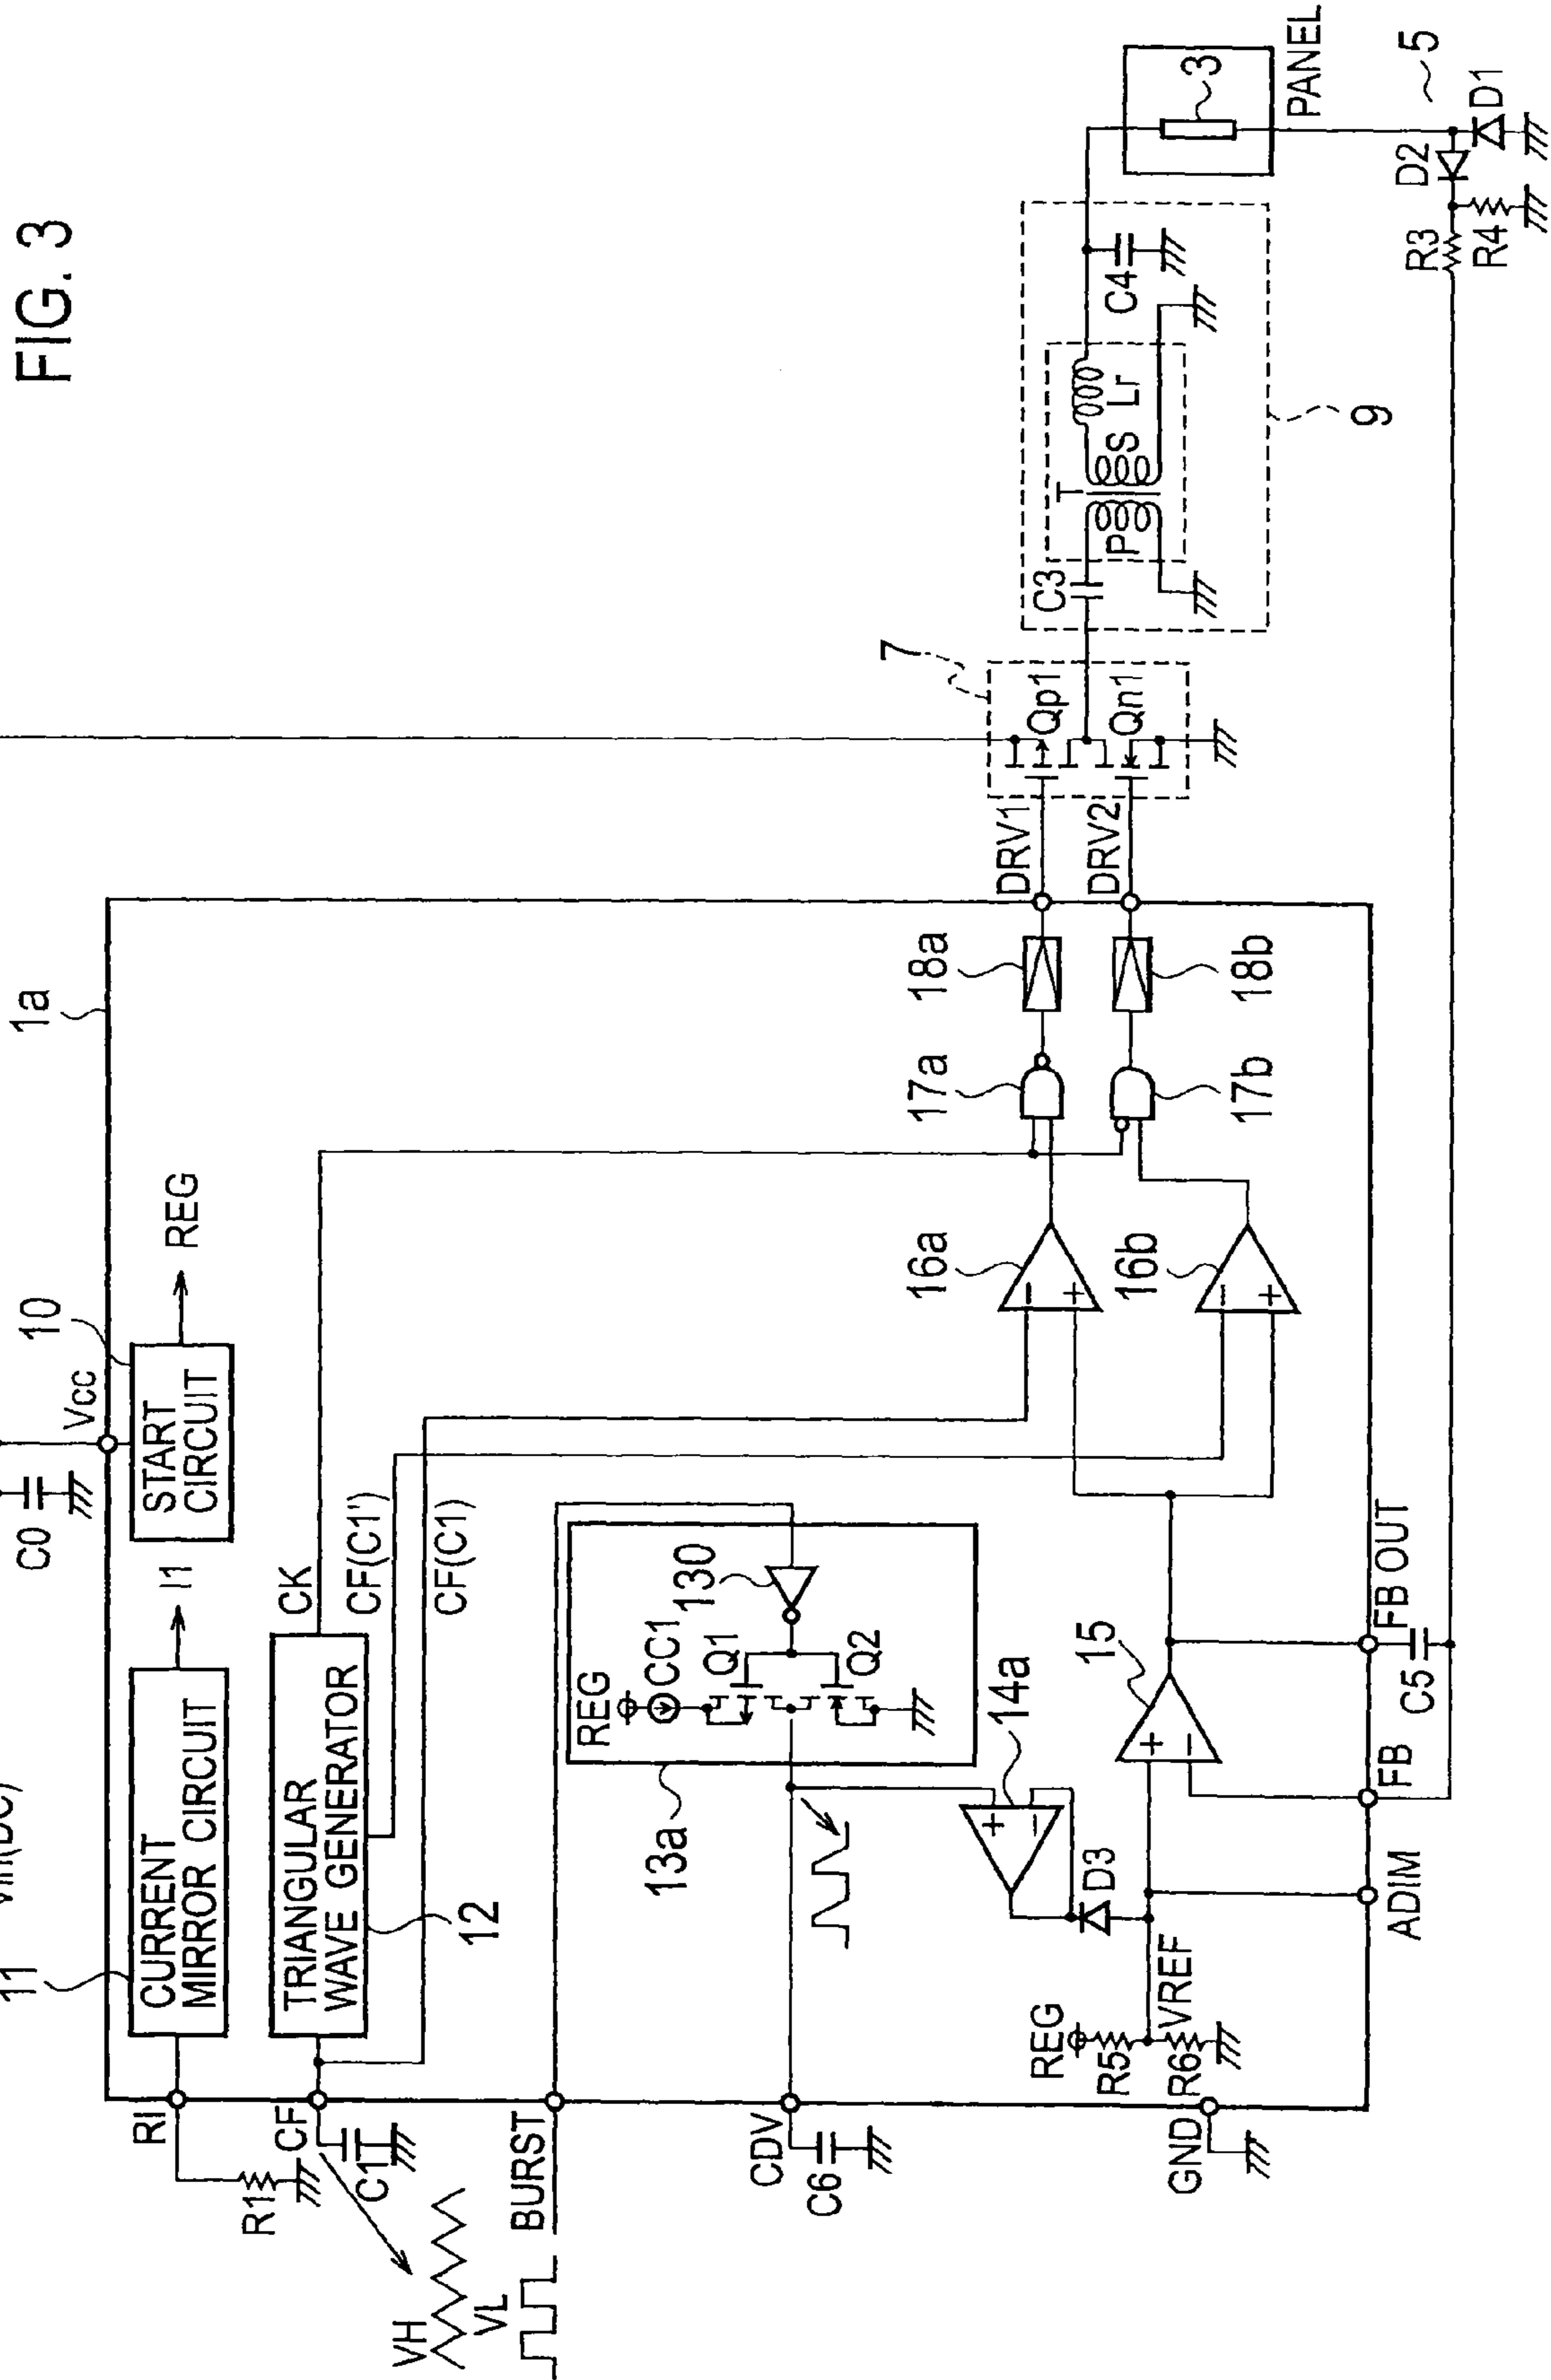 FIG. 3
Vin(DC)
C0
Vcc
10
1a
11
CURRENT
MIRROR CIRCUIT
I1
START
CIRCUIT
REG
RI
R1
CF
C1
TRIANGULAR
WAVE GENERATOR
12
CK
CF(C1')
CF(C1)
VH
VL
BURST
REG
CC1
130
Q1
Q2
13a
CDV
C6
14a
D3
REG
R5
VREF
R6
GND
ADIM
15
FB
C5
FB OUT
16a
16b
17a
17b
18a
18b
DRV1
DRV2
7
Qp1
Qn1
C3
T
P
S
Lr
C4
9
3
PANEL
5
D2
D1
R3
R4
+
−
+
−
−
+
−
+